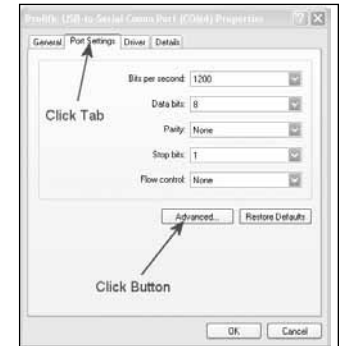 Prolific USB-to-Serial Comm Port (COM4) Properties
General Port Settings Driver Details
Bits per second: 1200
Click Tab
Data bits: 8
Parity: None
Stop bits: 1
Flow control: None
Advanced... Restore Defaults
Click Button
OK Cancel